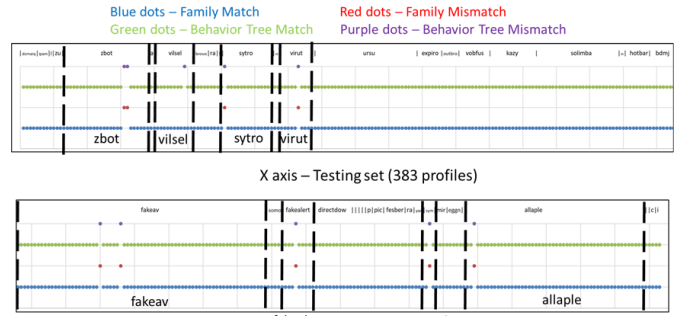 Blue dots – Family Match
Red dots – Family Mismatch
Green dots – Behavior Tree Match
Purple dots – Behavior Tree Mismatch
zbot vilsel sytro virut ursu expiro vobfus kazy solimba hotbar bdmj
zbot vilsel sytro virut
X axis – Testing set (383 profiles)
fakeav fakealert directdow fesber allaple
fakeav allaple